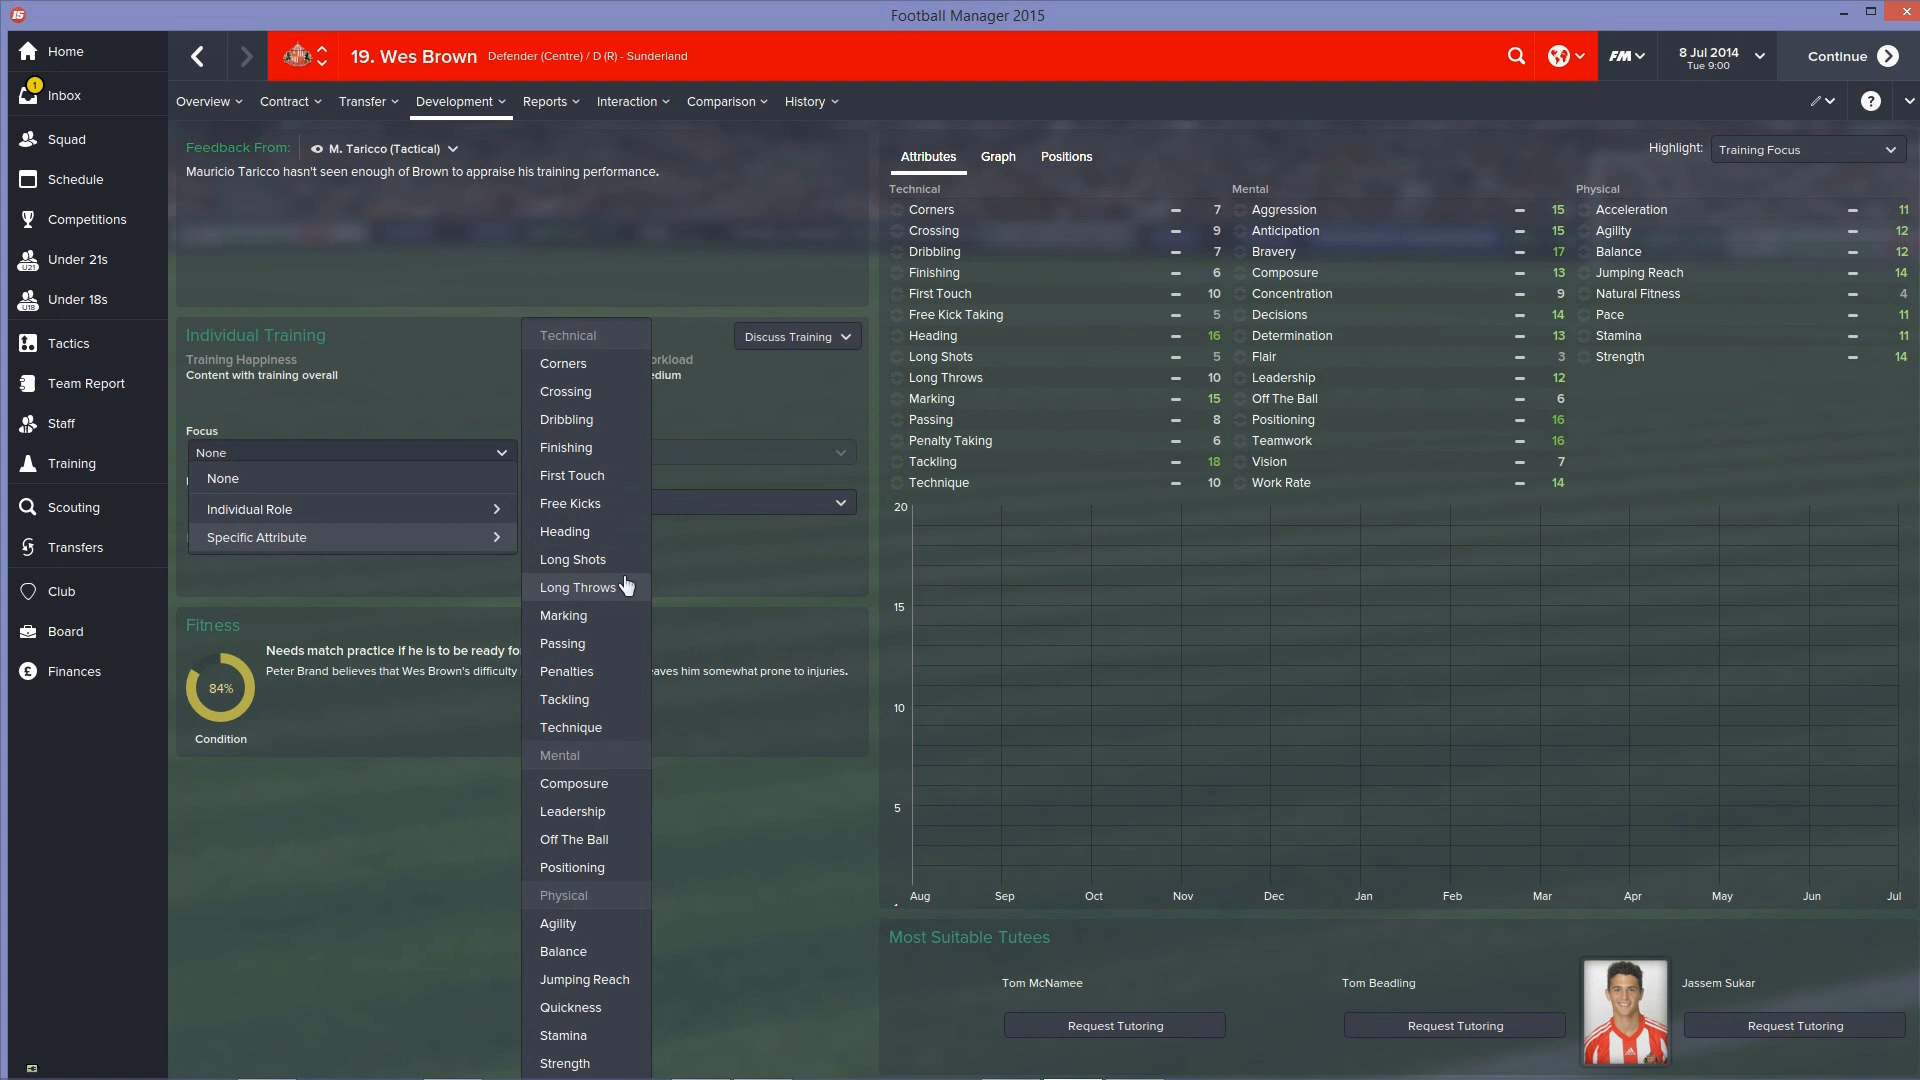 15
Football Manager 2015
Home
1
Inbox
Squad
Schedule
Competitions
U21
Under 21s
U18
Under 18s
Tactics
Team Report
Staff
Training
Scouting
Transfers
Club
Board
£
Finances
19. Wes Brown
Defender (Centre) / D (R) - Sunderland
FM
8 Jul 2014
Tue 9:00
Continue
Overview
Contract
Transfer
Development
Reports
Interaction
Comparison
History
?
Feedback From:
M. Taricco (Tactical)
Mauricio Taricco hasn't seen enough of Brown to appraise his training performance.
Individual Training
Training Happiness
Content with training overall
orkload
edium
Discuss Training
Focus
None
None
Individual Role
Specific Attribute
Technical
Corners
Crossing
Dribbling
Finishing
First Touch
Free Kicks
Heading
Long Shots
Long Throws
Marking
Passing
Penalties
Tackling
Technique
Mental
Composure
Leadership
Off The Ball
Positioning
Physical
Agility
Balance
Jumping Reach
Quickness
Stamina
Strength
Fitness
84%
Condition
Needs match practice if he is to be ready fo
Peter Brand believes that Wes Brown's difficulty
eaves him somewhat prone to injuries.
Attributes
Graph
Positions
Highlight:
Training Focus
Technical
Corners 7
Crossing 9
Dribbling 7
Finishing 6
First Touch 10
Free Kick Taking 5
Heading 16
Long Shots 5
Long Throws 10
Marking 15
Passing 8
Penalty Taking 6
Tackling 18
Technique 10
Mental
Aggression 15
Anticipation 15
Bravery 17
Composure 13
Concentration 9
Decisions 14
Determination 13
Flair 3
Leadership 12
Off The Ball 6
Positioning 16
Teamwork 16
Vision 7
Work Rate 14
Physical
Acceleration 11
Agility 12
Balance 12
Jumping Reach 14
Natural Fitness 4
Pace 11
Stamina 11
Strength 14
20
15
10
5
Aug Sep Oct Nov Dec Jan Feb Mar Apr May Jun Jul
Most Suitable Tutees
Tom McNamee
Request Tutoring
Tom Beadling
Request Tutoring
Jassem Sukar
Request Tutoring